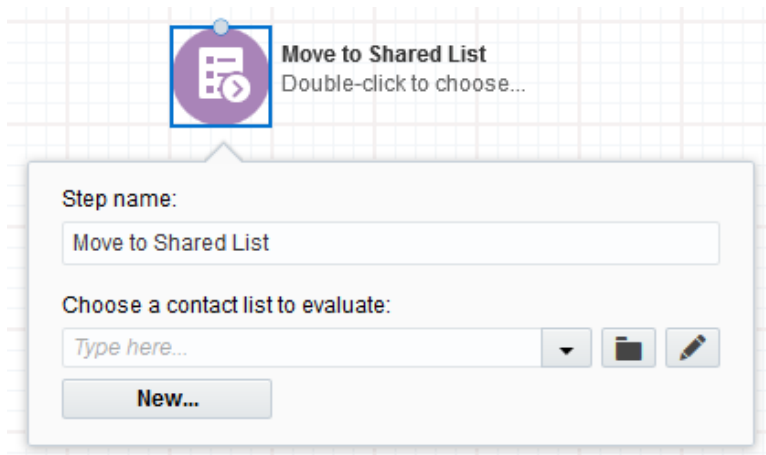 Move to Shared List
Double-click to choose...
Step name:
Move to Shared List
Choose a contact list to evaluate:
Type here...
New...